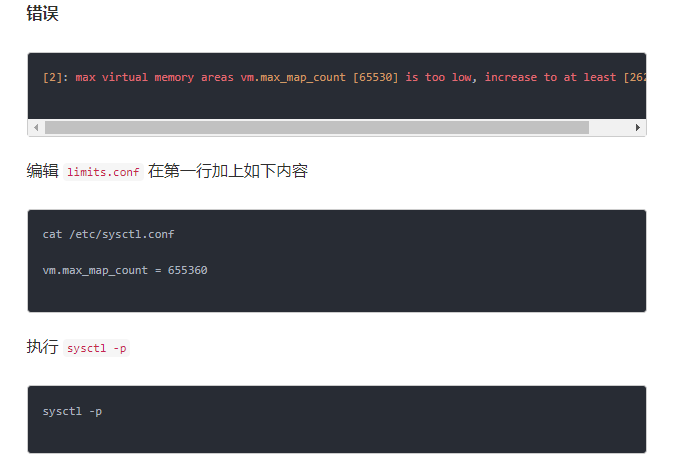 错误
[2]: max virtual memory areas vm.max_map_count [65530] is too low, increase to at least [262
编辑 limits.conf 在第一行加上如下内容
cat /etc/sysctl.conf
vm.max_map_count = 655360
执行 sysctl -p
sysctl -p